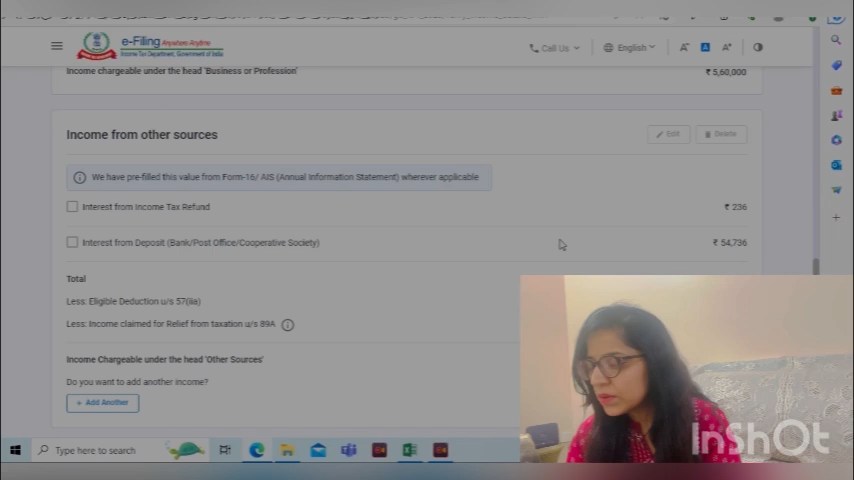 e-Filing Anywhere Anytime
Income Tax Department, Government of India
Call Us
English
A-
A
A+
Income chargeable under the head 'Business or Profession'
₹ 5,60,000
Income from other sources
Edit
Delete
We have pre-filled this value from Form-16/ AIS (Annual Information Statement) wherever applicable
Interest from Income Tax Refund
₹ 236
Interest from Deposit (Bank/Post Office/Cooperative Society)
₹ 54,736
Total
Less: Eligible Deduction u/s 57(iia)
Less: Income claimed for Relief from taxation u/s 89A
Income Chargeable under the head 'Other Sources'
Do you want to add another income?
+ Add Another
Type here to search
InShOt